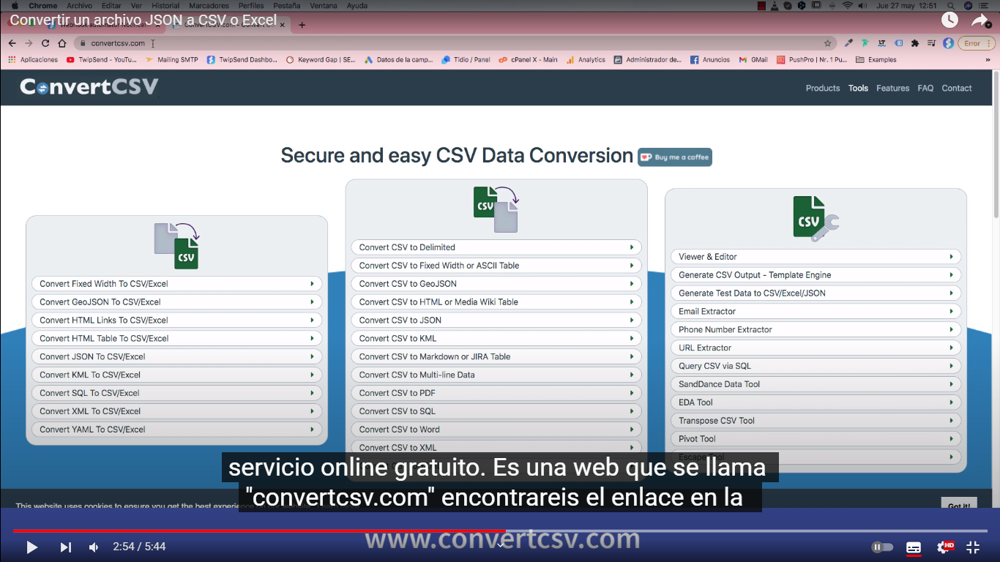 Chrome Archivo Editar Ver Historial Marcadores Perfiles Pestaña Ventana Ayuda Jue 27 may 12:51
Convertir un archivo JSON a CSV o Excel
convertcsv.com Error
Aplicaciones TwipSend - YouTu... Mailing SMTP TwipSend Dashbo... Keyword Gap | SE... Datos de la camp... Tidio / Panel cPanel X - Main Analytics Administrador de... Anuncios GMail PushPro | Nr. 1 Pu... Examples
ConvertCSV Products Tools Features FAQ Contact
Secure and easy CSV Data Conversion Buy me a coffee
CSV
Convert Fixed Width To CSV/Excel
Convert GeoJSON To CSV/Excel
Convert HTML Links To CSV/Excel
Convert HTML Table To CSV/Excel
Convert JSON To CSV/Excel
Convert KML To CSV/Excel
Convert SQL To CSV/Excel
Convert XML To CSV/Excel
Convert YAML To CSV/Excel
CSV
Convert CSV to Delimited
Convert CSV to Fixed Width or ASCII Table
Convert CSV to GeoJSON
Convert CSV to HTML or Media Wiki Table
Convert CSV to JSON
Convert CSV to KML
Convert CSV to Markdown or JIRA Table
Convert CSV to Multi-line Data
Convert CSV to PDF
Convert CSV to SQL
Convert CSV to Word
Convert CSV to XML
CSV
Viewer & Editor
Generate CSV Output - Template Engine
Generate Test Data to CSV/Excel/JSON
Email Extractor
Phone Number Extractor
URL Extractor
Query CSV via SQL
SandDance Data Tool
EDA Tool
Transpose CSV Tool
Pivot Tool
Escape Tool
servicio online gratuito. Es una web que se llama
"convertcsv.com" encontrareis el enlace en la
This website uses cookies to ensure you get the best experience Got it!
www.convertcsv.com
2:54 / 5:44 HD